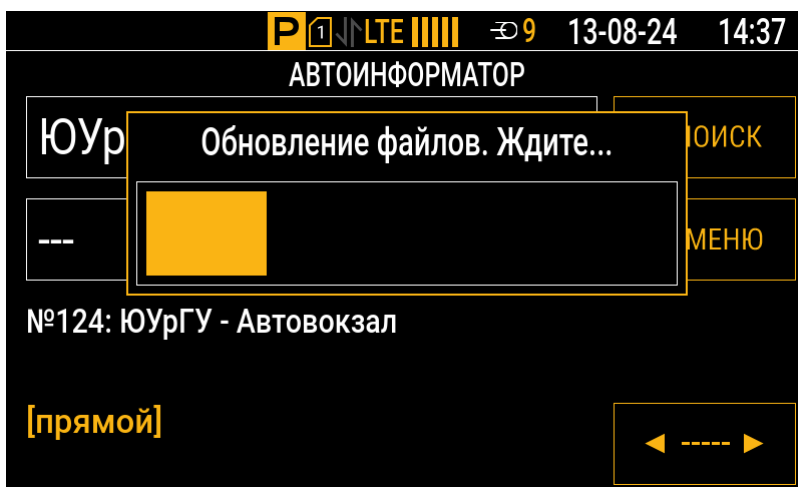 P 1 LTE 9 13-08-24 14:37
АВТОИНФОРМАТОР
ЮУр
ОИСК
Обновление файлов. Ждите...
---
МЕНЮ
№124: ЮУрГУ - Автовокзал
[прямой]
◄ ----- ►